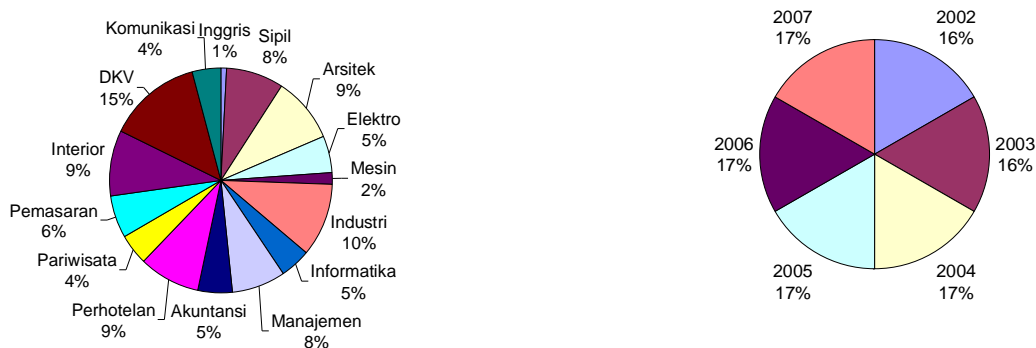 Komunikasi
4%
Inggris
1%
Sipil
8%
Arsitek
9%
Elektro
5%
Mesin
2%
Industri
10%
Informatika
5%
Manajemen
8%
Akuntansi
5%
Perhotelan
9%
Pariwisata
4%
Pemasaran
6%
Interior
9%
DKV
15%
2007
17%
2002
16%
2003
16%
2004
17%
2005
17%
2006
17%